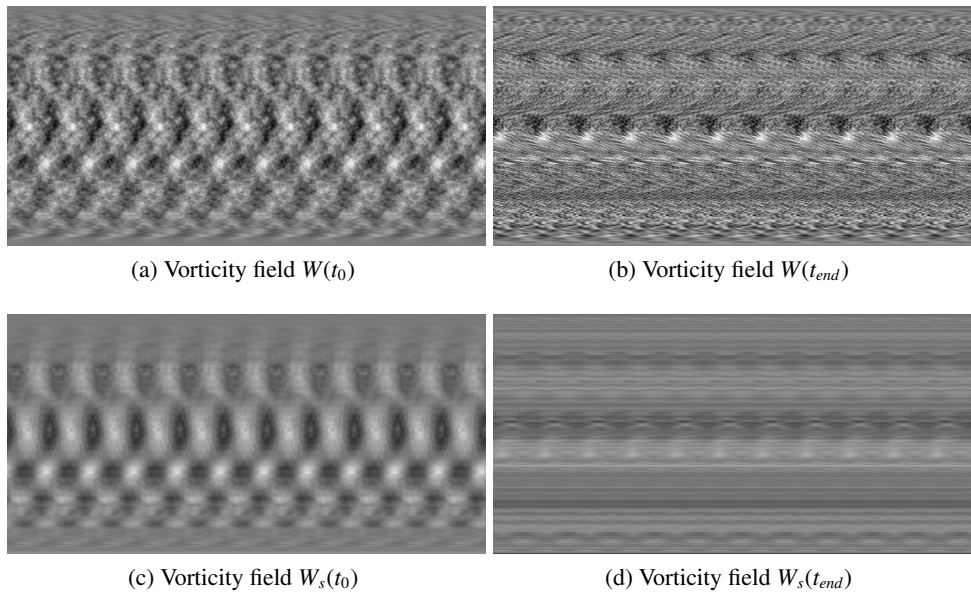 (a) Vorticity field W(t₀)
(b) Vorticity field W(tₑₙd)
(c) Vorticity field Wₛ(t₀)
(d) Vorticity field Wₛ(tₑₙd)